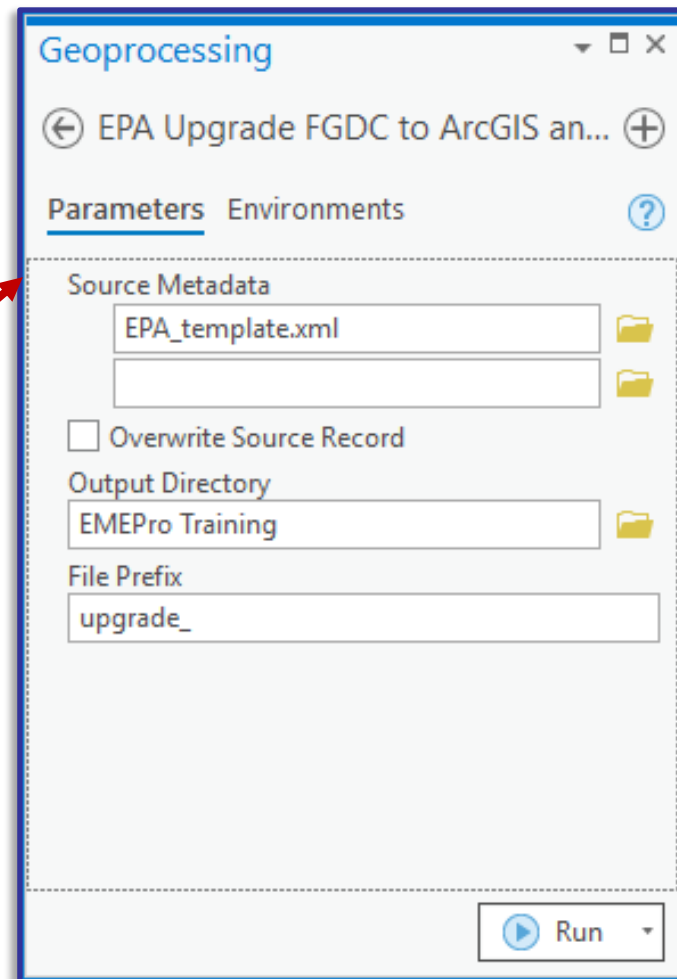 Geoprocessing
EPA Upgrade FGDC to ArcGIS an...
Parameters Environments
Source Metadata
EPA_template.xml
Overwrite Source Record
Output Directory
EMEPro Training
File Prefix
upgrade_
Run